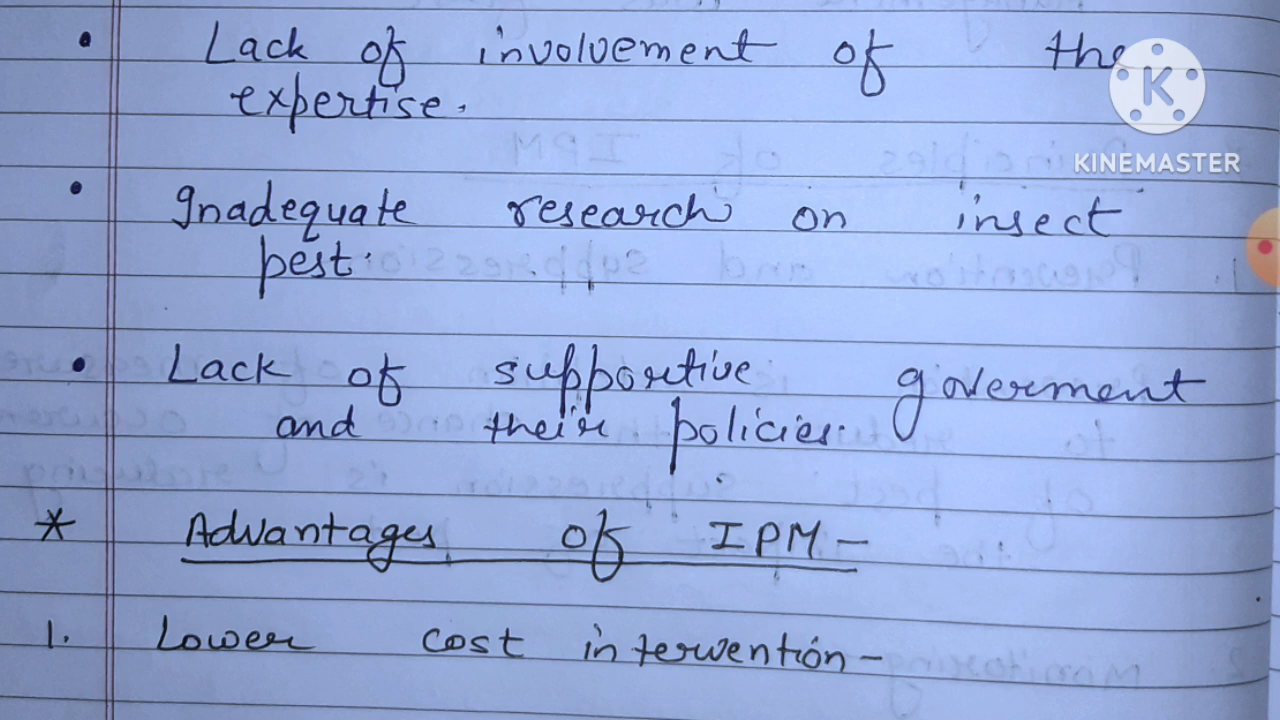 • Lack of involvement of the
expertise.
• Inadequate research on insect
pest.
• Lack of supportive goverment
and their policies.
* Advantages of IPM-
1. Lower cost intervention-
K
KINEMASTER